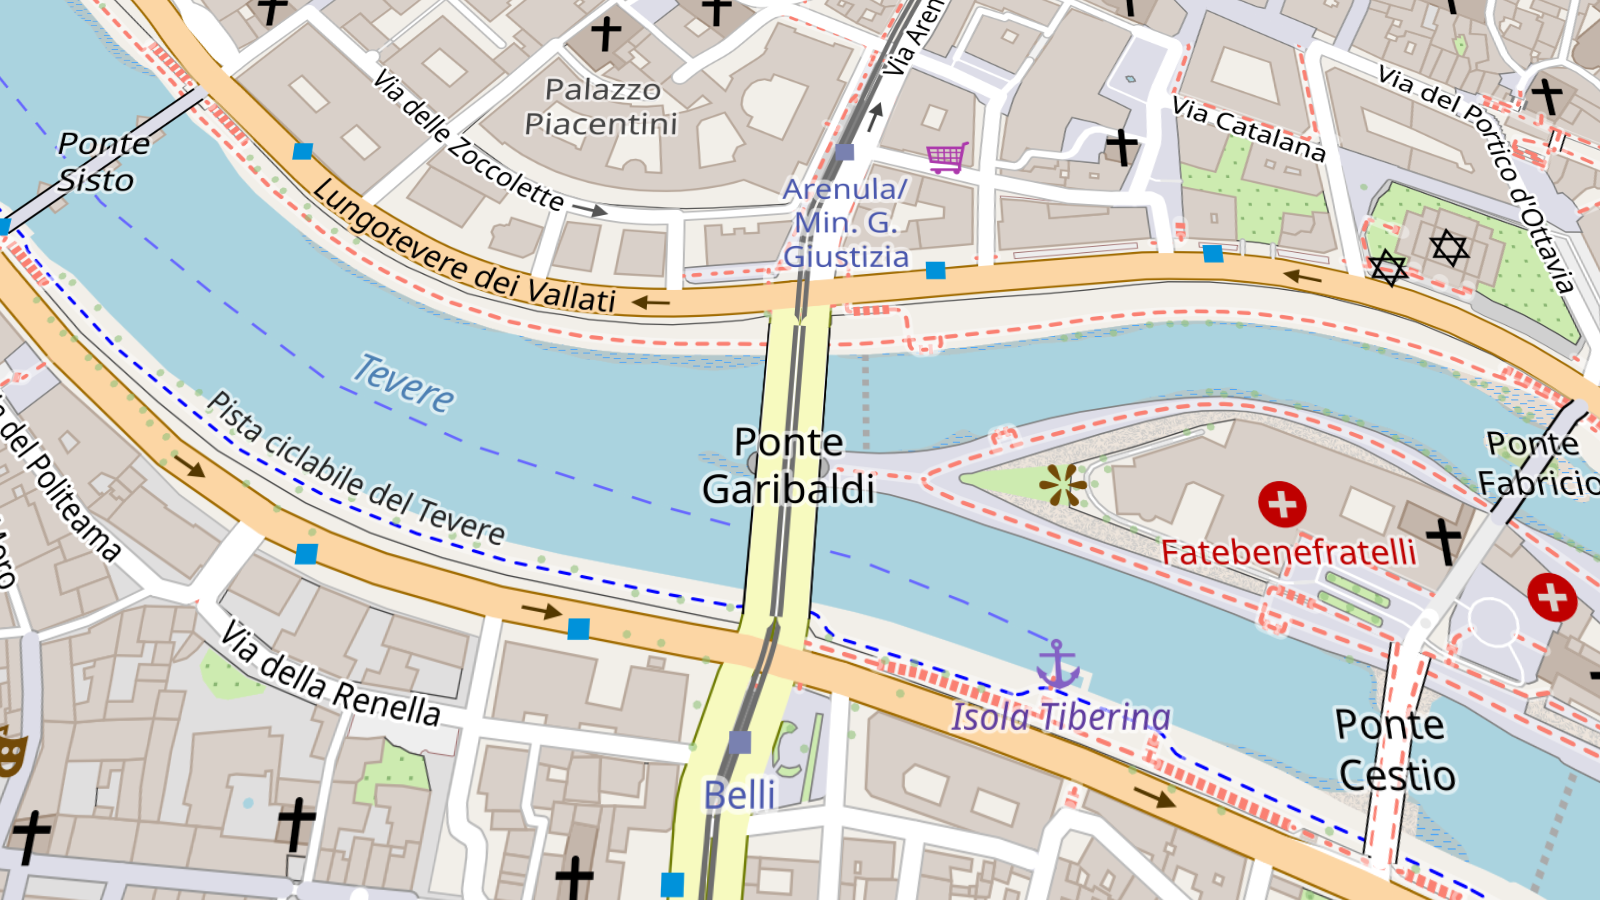 Via Aren
Palazzo
Piacentini
Via delle Zoccolette
Via del Portico d'Ottavia
Via Catalana
Ponte
Sisto
Arenula/
Min. G.
Giustizia
Lungotevere dei Vallati
Tevere
Pista ciclabile del Tevere
Ponte
Garibaldi
Ponte
Fabricio
Fatebenefratelli
del Politeama
Moro
Via della Renella
Isola Tiberina
Ponte
Cestio
Belli